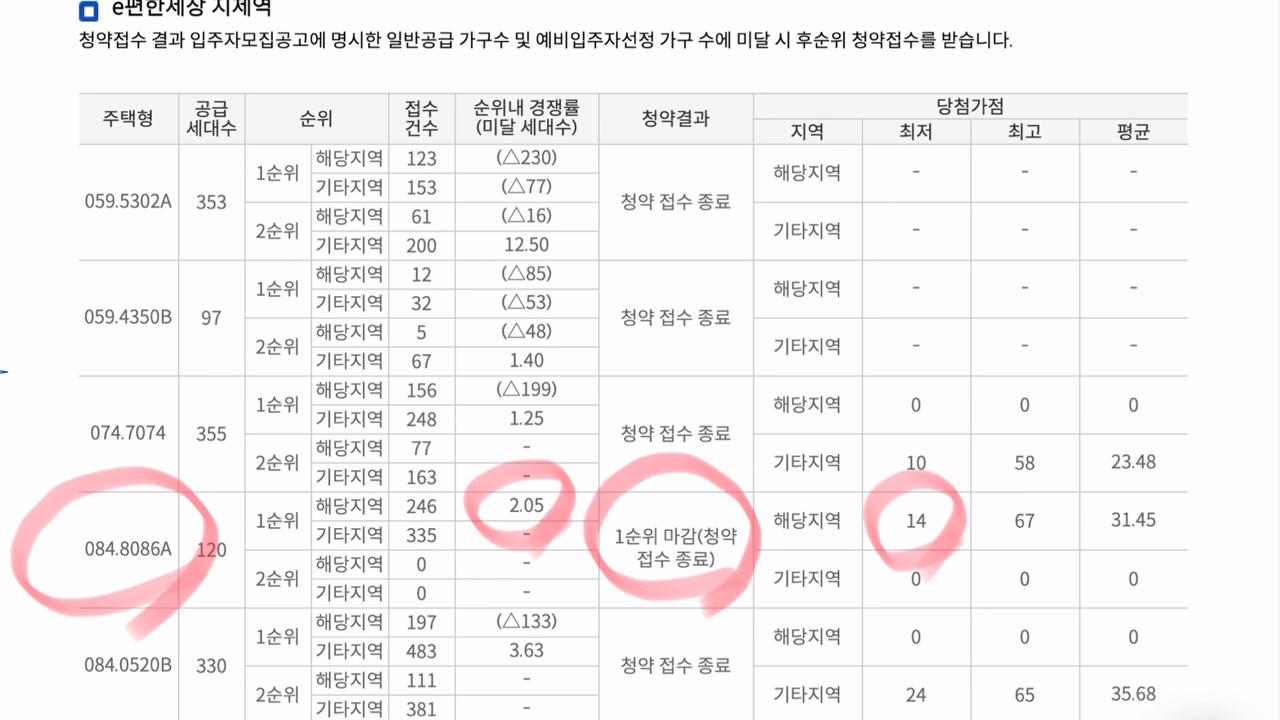 e편한세상 지제역
청약접수 결과 입주자모집공고에 명시한 일반공급 가구수 및 예비입주자선정 가구 수에 미달 시 후순위 청약접수를 받습니다.
주택형 공급 세대수 순위 접수 건수 순위내 경쟁률 (미달 세대수) 청약결과 당첨가점
지역 최저 최고 평균
059.5302A 353 1순위 해당지역 123 (△230) 청약 접수 종료 해당지역 - - -
기타지역 153 (△77)
2순위 해당지역 61 (△16) 기타지역 - - -
기타지역 200 12.50
059.4350B 97 1순위 해당지역 12 (△85) 청약 접수 종료 해당지역 - - -
기타지역 32 (△53)
2순위 해당지역 5 (△48) 기타지역 - - -
기타지역 67 1.40
074.7074 355 1순위 해당지역 156 (△199) 청약 접수 종료 해당지역 0 0 0
기타지역 248 1.25
2순위 해당지역 77 - 기타지역 10 58 23.48
기타지역 163 -
084.8086A 120 1순위 해당지역 246 2.05 1순위 마감(청약 접수 종료) 해당지역 14 67 31.45
기타지역 335 -
2순위 해당지역 0 - 기타지역 0 0 0
기타지역 0 -
084.0520B 330 1순위 해당지역 197 (△133) 청약 접수 종료 해당지역 0 0 0
기타지역 483 3.63
2순위 해당지역 111 - 기타지역 24 65 35.68
기타지역 381 -